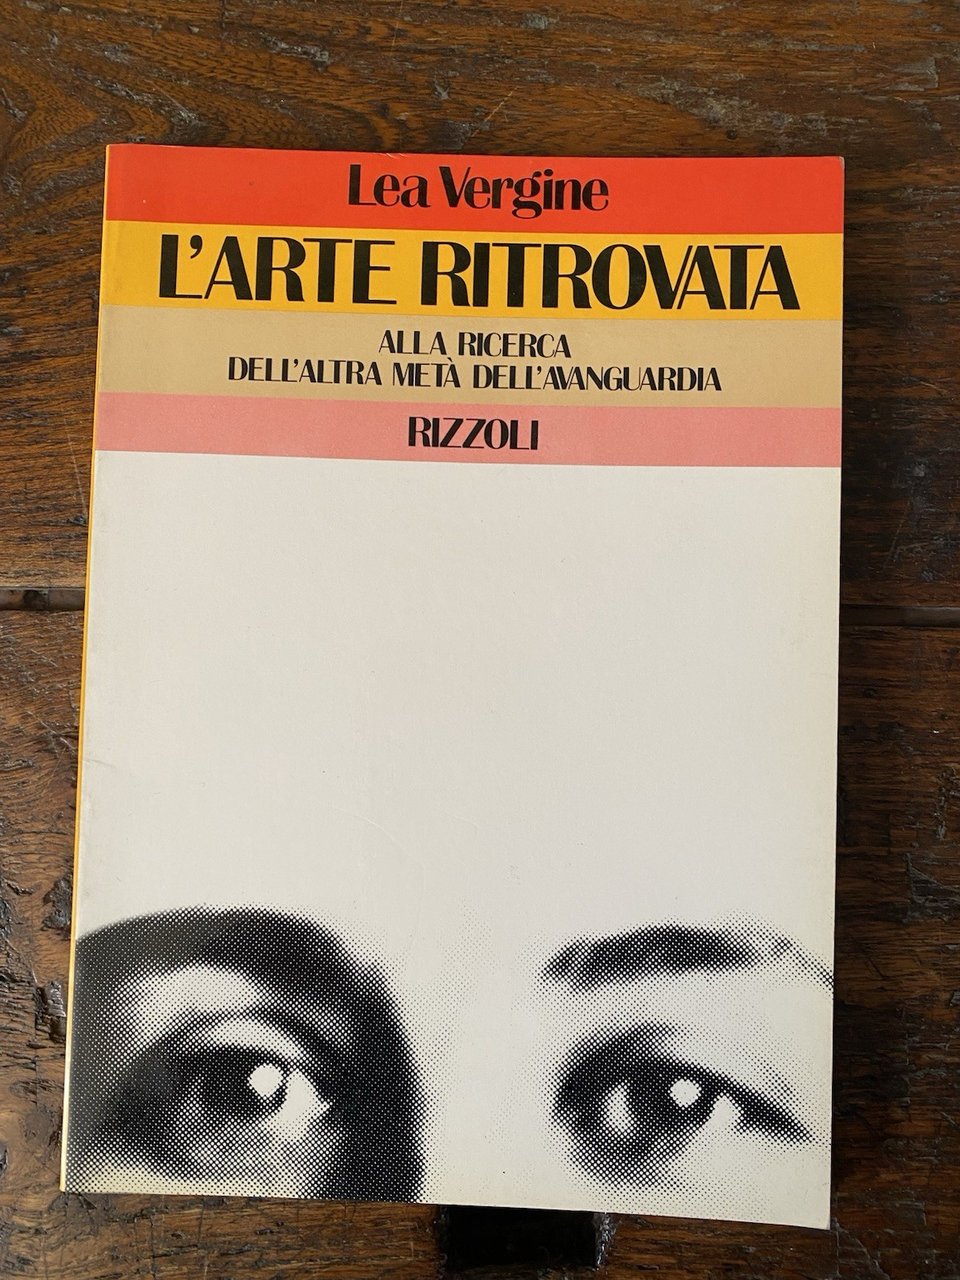 Lea Vergine
L'ARTE RITROVATA
ALLA RICERCA
DELL'ALTRA METÀ DELL'AVANGUARDIA
RIZZOLI